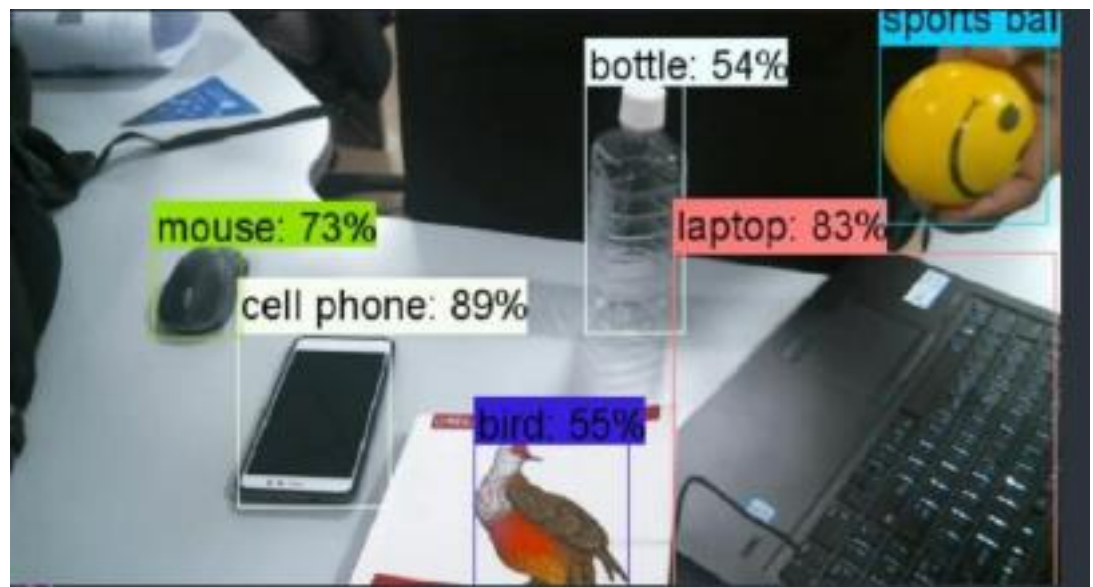 sports bal
bottle: 54%
mouse: 73%
laptop: 83%
cell phone: 89%
bird: 55%